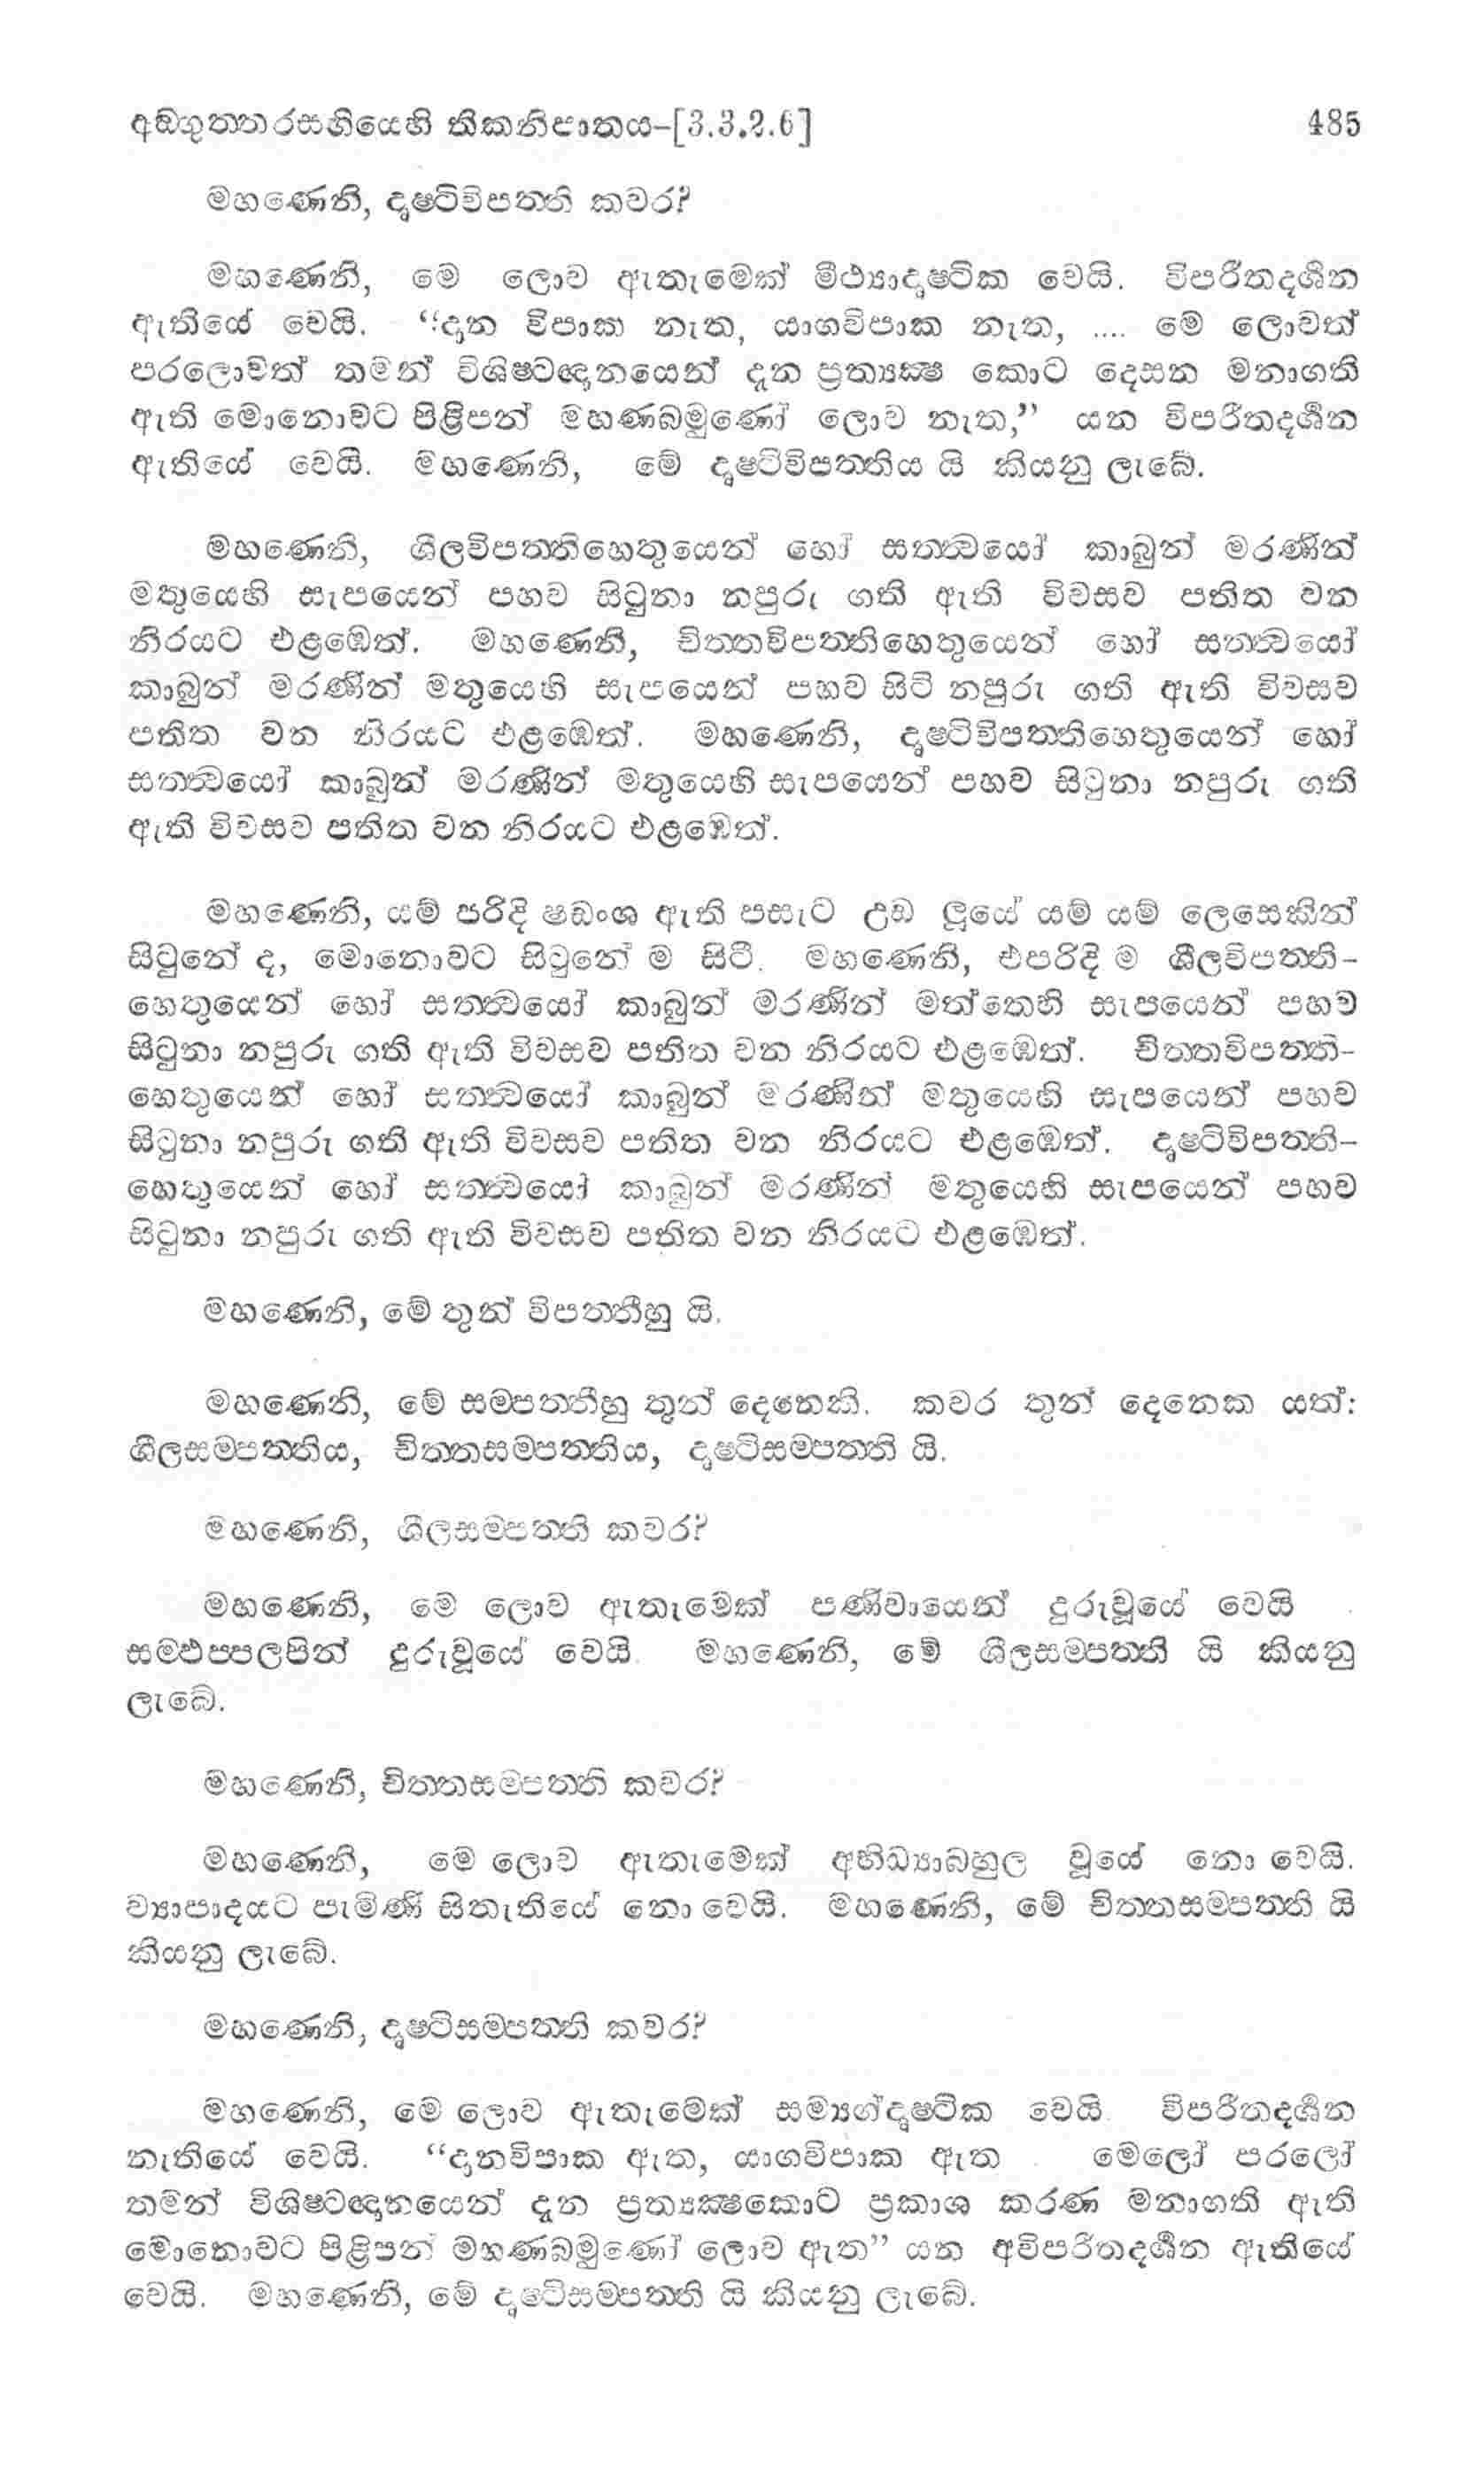 අඞ්ගුත්තරසඟියෙහි තිකනිපාතය-[3.3.2.6] 485
මහණෙනි, දෘෂ්ටිවිපත්ති කවර?
මහණෙනි, මෙ ලොව ඇතැමෙක් මිථ්‍යාදෘෂ්ටික වෙයි. විපරීතදර්‍ශන
ඇතියේ වෙයි. “දාන විපාක නැත, යාගවිපාක නැත, .... මේ ලොවත්
පරලොවත් තමන් විශිෂ්ටඥානයෙන් දැන ප්‍රත්‍යක්‍ෂ කොට දෙසන මනාගති
ඇති මොනොවට පිළිපන් මහණබමුණෝ ලොව නැත,” යන විපරීතදර්‍ශන
ඇතියේ වෙයි. මහණෙනි, මේ දෘෂ්ටිවිපත්තිය යි කියනු ලැබේ.
මහණෙනි, ශීලවිපත්තිහෙතුයෙන් හෝ සත්ත්‍වයෝ කාබුන් මරණින්
මතුයෙහි සැපයෙන් පහව සිටුනා නපුරු ගති ඇති විවසව පතිත වන
නිරයට එළඹෙත්. මහණෙනි, චිත්තවිපත්තිහෙතුයෙන් හෝ සත්ත්‍වයෝ
කාබුන් මරණින් මතුයෙහි සැපයෙන් පහව සිටි නපුරු ගති ඇති විවසව
පතිත වන නිරයට එළඹෙත්. මහණෙනි, දෘෂ්ටිවිපත්තිහෙතුයෙන් හෝ
සත්ත්‍වයෝ කාබුන් මරණින් මතුයෙහි සැපයෙන් පහව සිටුනා නපුරු ගති
ඇති විවසව පතිත වන නිරයට එළඹෙත්.
මහණෙනි, යම් පරිදි ෂඩංශ ඇති පසැට උඩ ලූයේ යම් යම් ලෙසෙකින්
සිටුනේ ද, මොනොවට සිටුනේ ම සිටී. මහණෙනි, එපරිදි ම ශීලවිපත්ති-
හෙතුයෙන් හෝ සත්ත්‍වයෝ කාබුන් මරණින් මත්තෙහි සැපයෙන් පහව
සිටුනා නපුරු ගති ඇති විවසව පතිත වන නිරයට එළඹෙත්. චිත්තවිපත්ති-
හෙතුයෙන් හෝ සත්ත්‍වයෝ කාබුන් මරණින් මතුයෙහි සැපයෙන් පහව
සිටුනා නපුරු ගති ඇති විවසව පතිත වන නිරයට එළඹෙත්. දෘෂ්ටිවිපත්ති-
හෙතුයෙන් හෝ සත්ත්‍වයෝ කාබුන් මරණින් මතුයෙහි සැපයෙන් පහව
සිටුනා නපුරු ගති ඇති විවසව පතිත වන නිරයට එළඹෙත්.
මහණෙනි, මේ තුන් විපත්තීහු යි.
මහණෙනි, මේ සම්පත්තීහු තුන් දෙනෙකි. කවර තුන් දෙනෙක යත්:
ශීලසම්පත්තිය, චිත්තසම්පත්තිය, දෘෂ්ටිසම්පත්ති යි.
මහණෙනි, ශීලසම්පත්ති කවර?
මහණෙනි, මෙ ලොව ඇතැමෙක් පණිවායෙන් දුරුවූයේ වෙයි
සම්ඵප්පලපින් දුරුවූයේ වෙයි. මහණෙනි, මේ ශීලසම්පත්ති යි කියනු
ලැබේ.
මහණෙනි, චිත්තසම්පත්ති කවර?
මහණෙනි, මෙ ලොව ඇතැමෙක් අභිධ්‍යාබහුල වූයේ නො වෙයි.
ව්‍යාපාදයට පැමිණි සිතැතියේ නො වෙයි. මහණෙනි, මේ චිත්තසම්පත්ති යි
කියනු ලැබේ.
මහණෙනි, දෘෂ්ටිසම්පත්ති කවර?
මහණෙනි, මෙ ලොව ඇතැමෙක් සම්‍යග්දෘෂ්ටික වෙයි. විපරීතදර්‍ශන
නැතියේ වෙයි. “දානවිපාක ඇත, යාගවිපාක ඇත මෙලෝ පරලෝ
තමන් විශිෂ්ටඥානයෙන් දැන ප්‍රත්‍යක්‍ෂකොට ප්‍රකාශ කරණ මනාගති ඇති
මොනොවට පිළිපන් මහණබමුණෝ ලොව ඇත” යන අවිපරීතදර්‍ශන ඇතියේ
වෙයි. මහණෙනි, මේ දෘෂ්ටිසම්පත්ති යි කියනු ලැබේ.